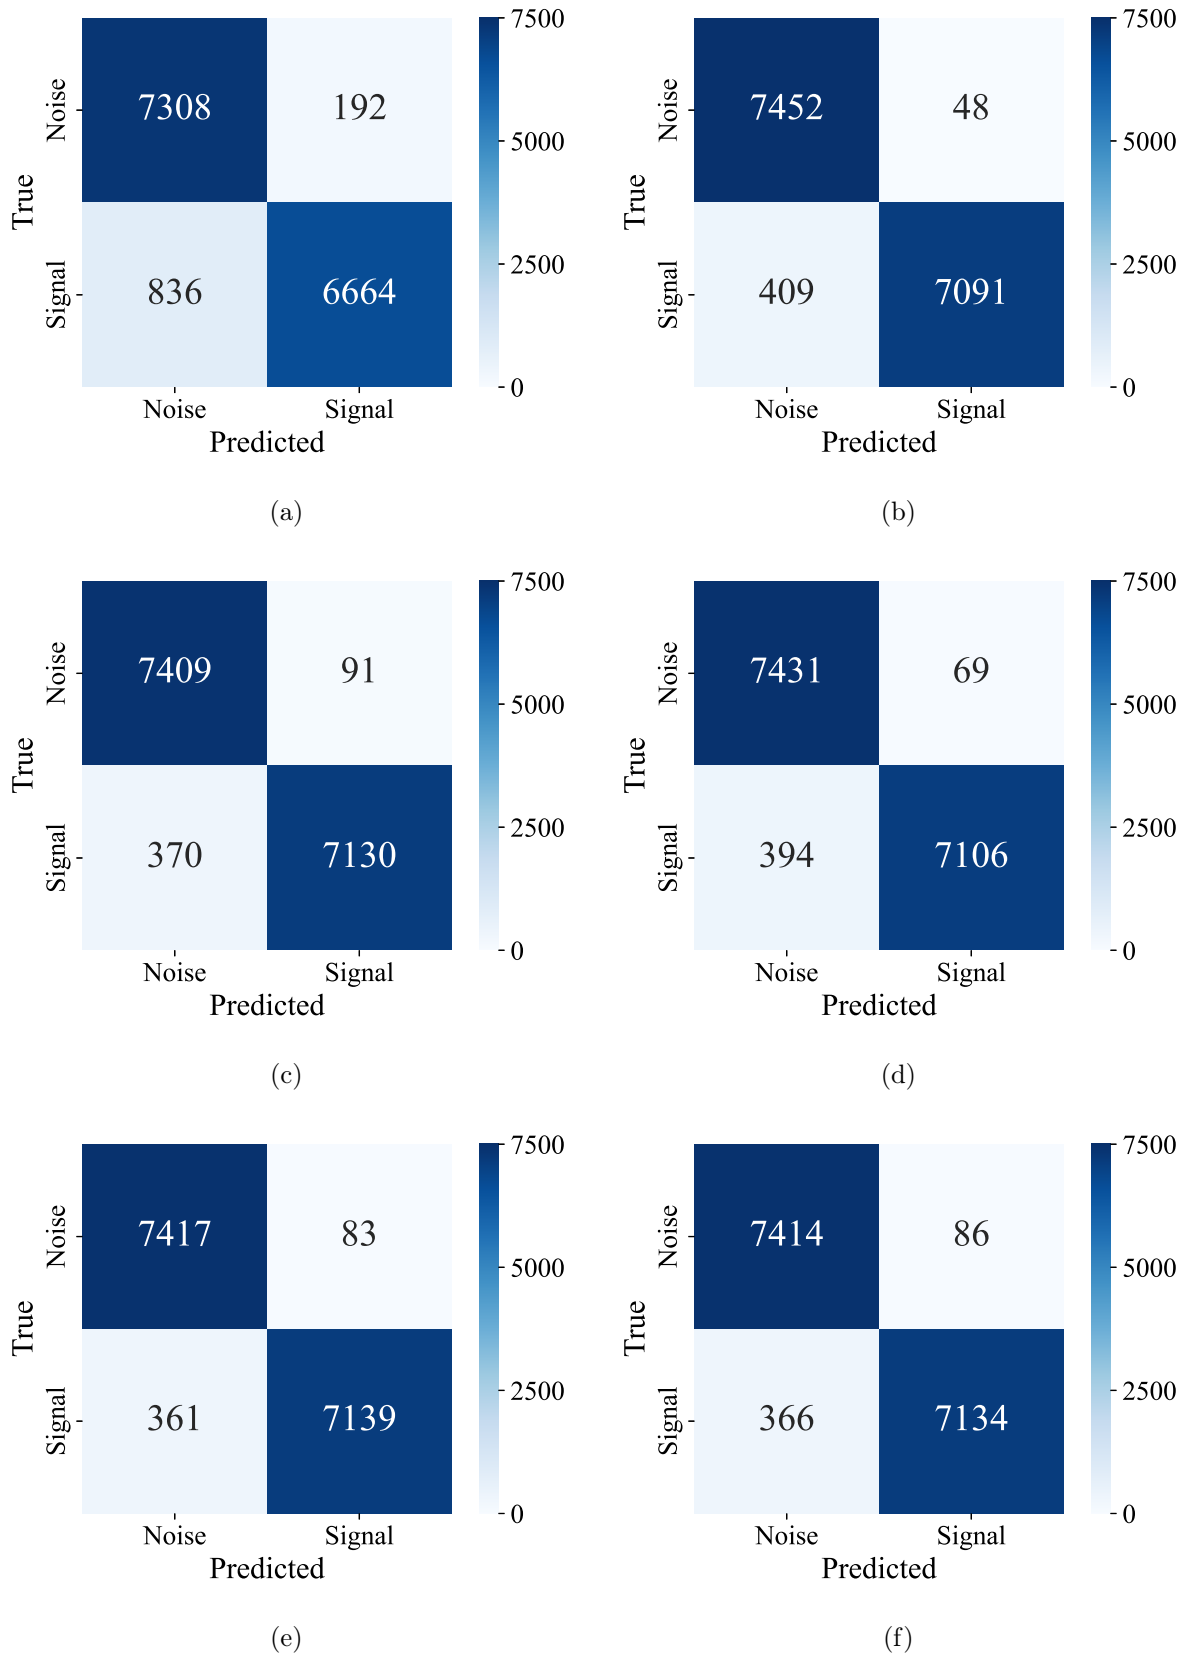 7500
5000
2500
0
True
Noise
Signal
7308 192
836 6664
Noise Signal
Predicted
(a)
7500
5000
2500
0
True
Noise
Signal
7452 48
409 7091
Noise Signal
Predicted
(b)
7500
5000
2500
0
True
Noise
Signal
7409 91
370 7130
Noise Signal
Predicted
(c)
7500
5000
2500
0
True
Noise
Signal
7431 69
394 7106
Noise Signal
Predicted
(d)
7500
5000
2500
0
True
Noise
Signal
7417 83
361 7139
Noise Signal
Predicted
(e)
7500
5000
2500
0
True
Noise
Signal
7414 86
366 7134
Noise Signal
Predicted
(f)